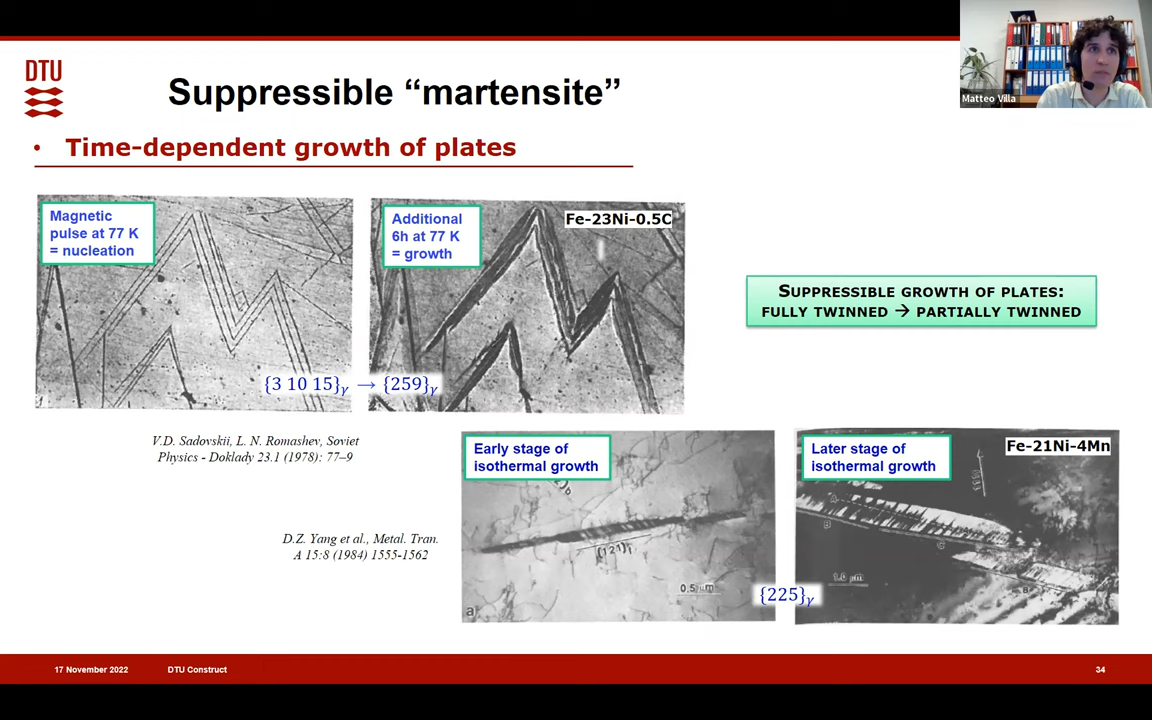 DTU
Suppressible “martensite”
Matteo Villa
• Time-dependent growth of plates
Magnetic
pulse at 77 K
= nucleation
Additional
6h at 77 K
= growth
Fe-23Ni-0.5C
SUPPRESSIBLE GROWTH OF PLATES:
FULLY TWINNED → PARTIALLY TWINNED
{3 10 15}γ → {259}γ
V.D. Sadovskii, L. N. Romashev, Soviet
Physics - Doklady 23.1 (1978): 77–9
Early stage of
isothermal growth
Later stage of
isothermal growth
Fe-21Ni-4Mn
D.Z. Yang et al., Metal. Tran.
A 15:8 (1984) 1555-1562
(121)
0.5 μm
1.0 μm
A
B
C
B
a
{225}γ
17 November 2022
DTU Construct
34